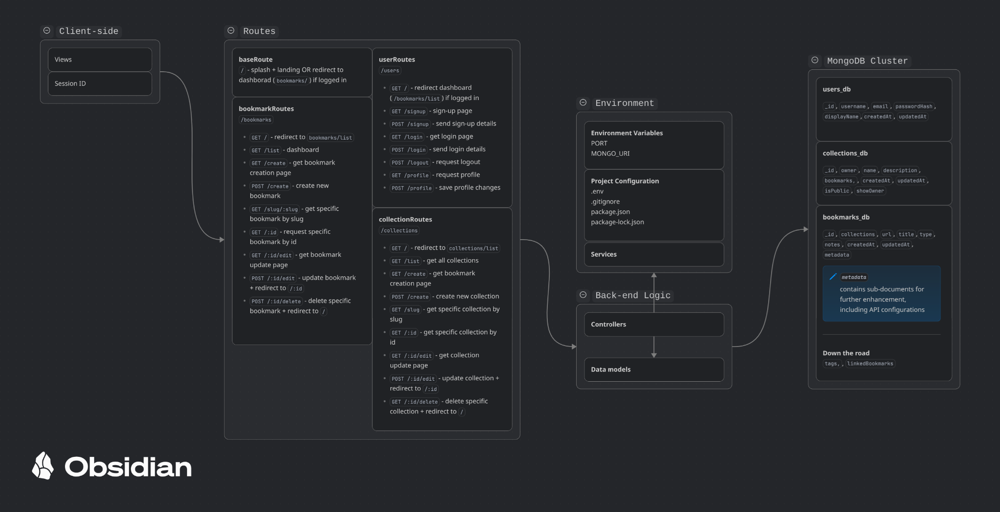 Client-side
Views
Session ID
Routes
baseRoute
/ - splash + landing OR redirect to
dashborad ( bookmarks/ ) if logged in
bookmarkRoutes
/bookmarks
• GET / - redirect to bookmarks/list
• GET /list - dashboard
• GET /create - get bookmark
creation page
• POST /create - create new
bookmark
• GET /slug/:slug - get specific
bookmark by slug
• GET /:id - request specific
bookmark by id
• GET /:id/edit - get bookmark
update page
• POST /:id/edit - update bookmark
+ redirect to /:id
• POST /:id/delete - delete specific
bookmark + redirect to /
userRoutes
/users
• GET / - redirect dashboard
( /bookmarks/list ) if logged in
• GET /signup - sign-up page
• POST /signup - send sign-up details
• GET /login - get login page
• POST /login - send login details
• POST /logout - request logout
• GET /profile - request profile
• POST /profile - save profile changes
collectionRoutes
/collections
• GET / - redirect to collections/list
• GET /list - get all collections
• GET /create - get bookmark
creation page
• POST /create - create new collection
• GET /slug - get specific collection by
slug
• GET /:id - get specific collection by
id
• GET /:id/edit - get collection
update page
• POST /:id/edit - update collection +
redirect to /:id
• GET /:id/delete - delete specific
collection + redirect to /
Environment
Environment Variables
PORT
MONGO_URI
Project Configuration
.env
.gitignore
package.json
package-lock.json
Services
Back-end Logic
Controllers
Data models
MongoDB Cluster
users_db
_id, username, email, passwordHash,
displayName, createdAt, updatedAt
collections_db
_id, owner, name, description,
bookmarks,, createdAt, updatedAt,
isPublic, showOwner
bookmarks_db
_id, collections, url, title, type,
notes, createdAt, updatedAt,
metadata
metadata
contains sub-documents for
further enhancement,
including API configurations
Down the road
tags,, linkedBookmarks
Obsidian